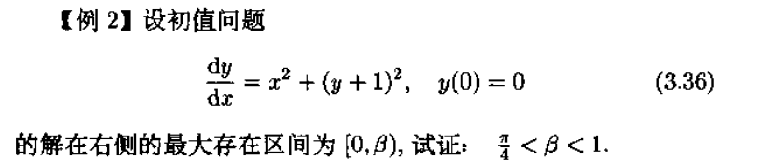 【例 2】设初值问题
dy/dx = x² + (y + 1)², y(0) = 0 (3.36)
的解在右侧的最大存在区间为 [0, β), 试证: π/4 < β < 1.